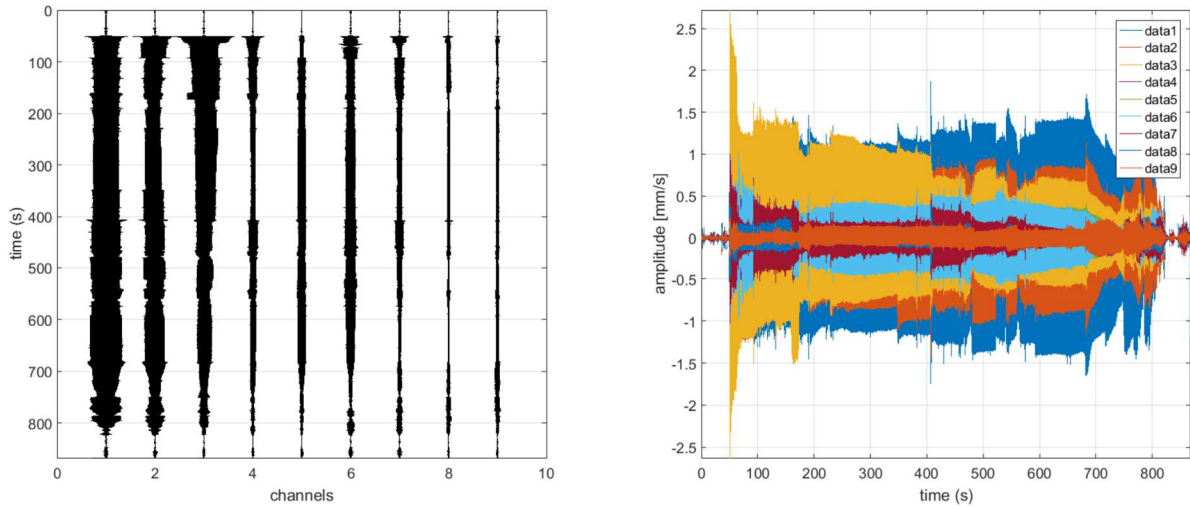 0
100
200
300
400
500
600
700
800
time (s)
0
2
4
6
8
10
channels
2.5
2
1.5
1
0.5
0
-0.5
-1
-1.5
-2
-2.5
amplitude [mm/s]
0
100
200
300
400
500
600
700
800
time (s)
data1
data2
data3
data4
data5
data6
data7
data8
data9